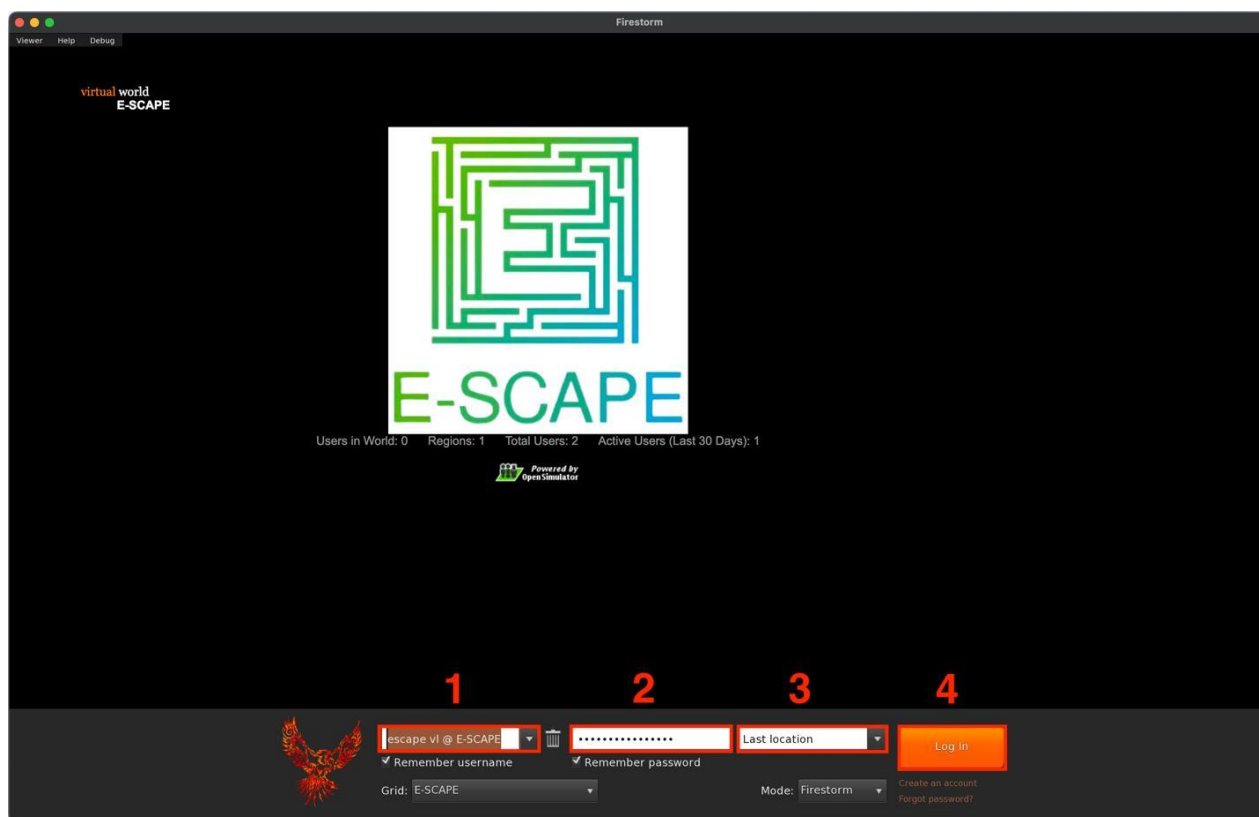 Firestorm
Viewer Help Debug
virtual world
E-SCAPE
E-SCAPE
Users in World: 0 Regions: 1 Total Users: 2 Active Users (Last 30 Days): 1
Powered by
OpenSimulator
1 2 3 4
escape vl @ E-SCAPE •••••••••••••••• Last location Log In
Remember username Remember password
Create an account
Grid: E-SCAPE Mode: Firestorm
Forgot password?